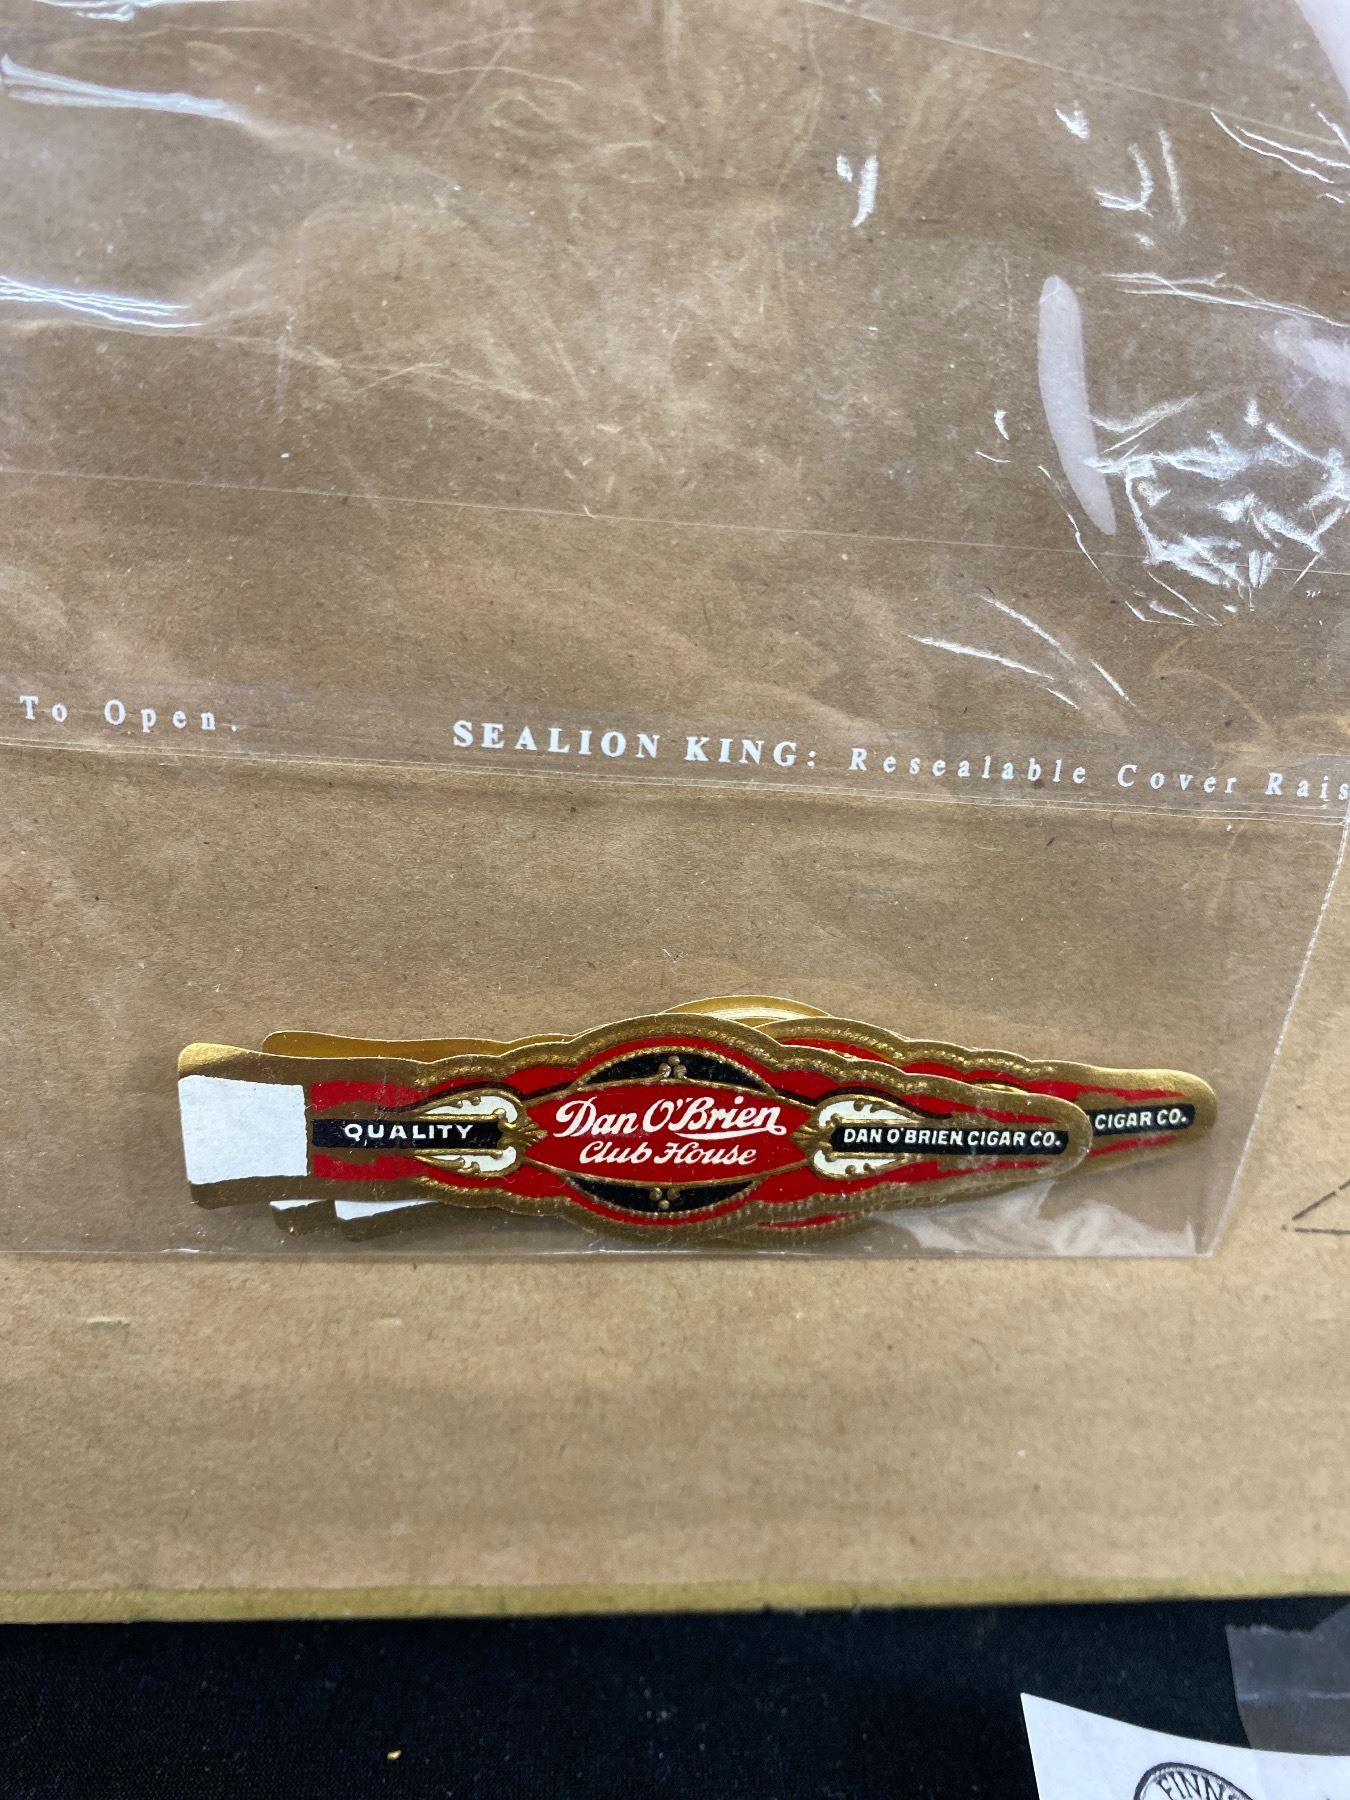 To Open. SEALION KING: Resealable Cover Rais
QUALITY
Dan O'Brien
Club House
DAN O'BRIEN CIGAR CO.
CIGAR CO.